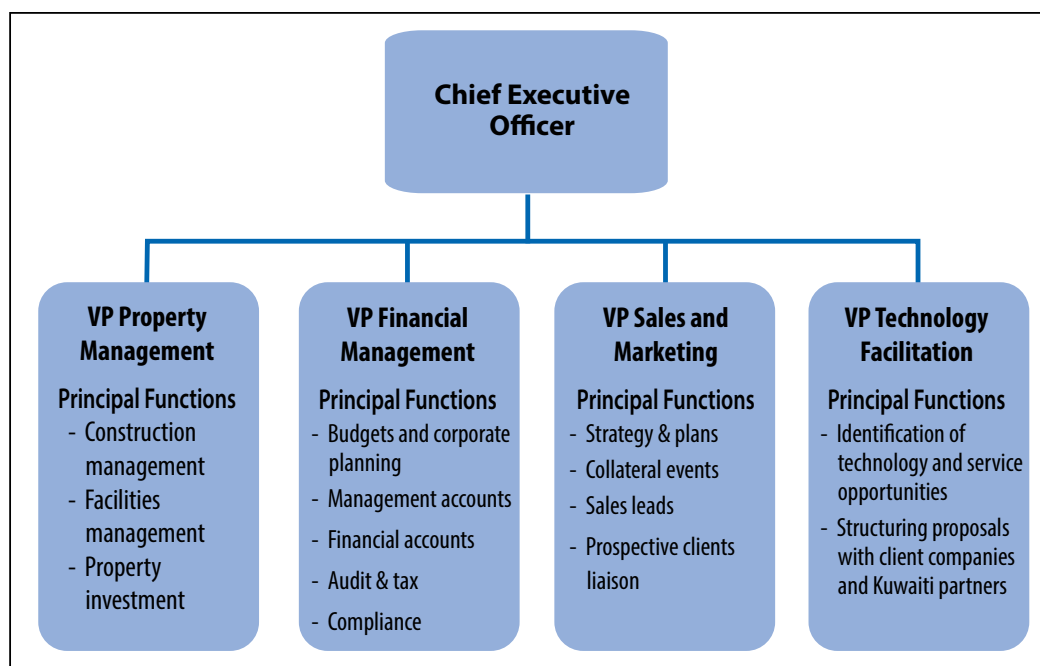 Chief Executive
Officer
VP Property
Management
Principal Functions
- Construction
management
- Facilities
management
- Property
investment
VP Financial
Management
Principal Functions
- Budgets and corporate
planning
- Management accounts
- Financial accounts
- Audit & tax
- Compliance
VP Sales and
Marketing
Principal Functions
- Strategy & plans
- Collateral events
- Sales leads
- Prospective clients
liaison
VP Technology
Facilitation
Principal Functions
- Identification of
technology and service
opportunities
- Structuring proposals
with client companies
and Kuwaiti partners